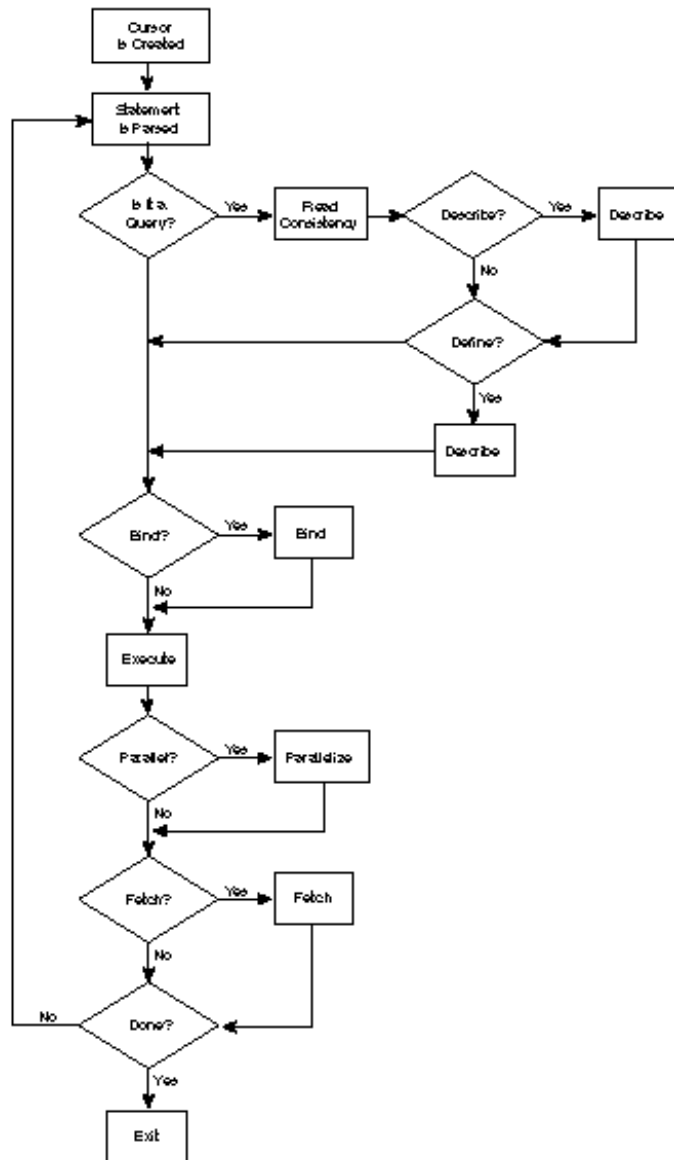 Cursor
is Created
Statement
is Parsed
Is it a
Query?
Yes
Read
Consistency
Describe?
Yes
Describe
No
Define?
Yes
Describe
Bind?
Yes
Bind
No
Execute
Parallel?
Yes
Parallelize
No
Fetch?
Yes
Fetch
No
No
Done?
Yes
Exit